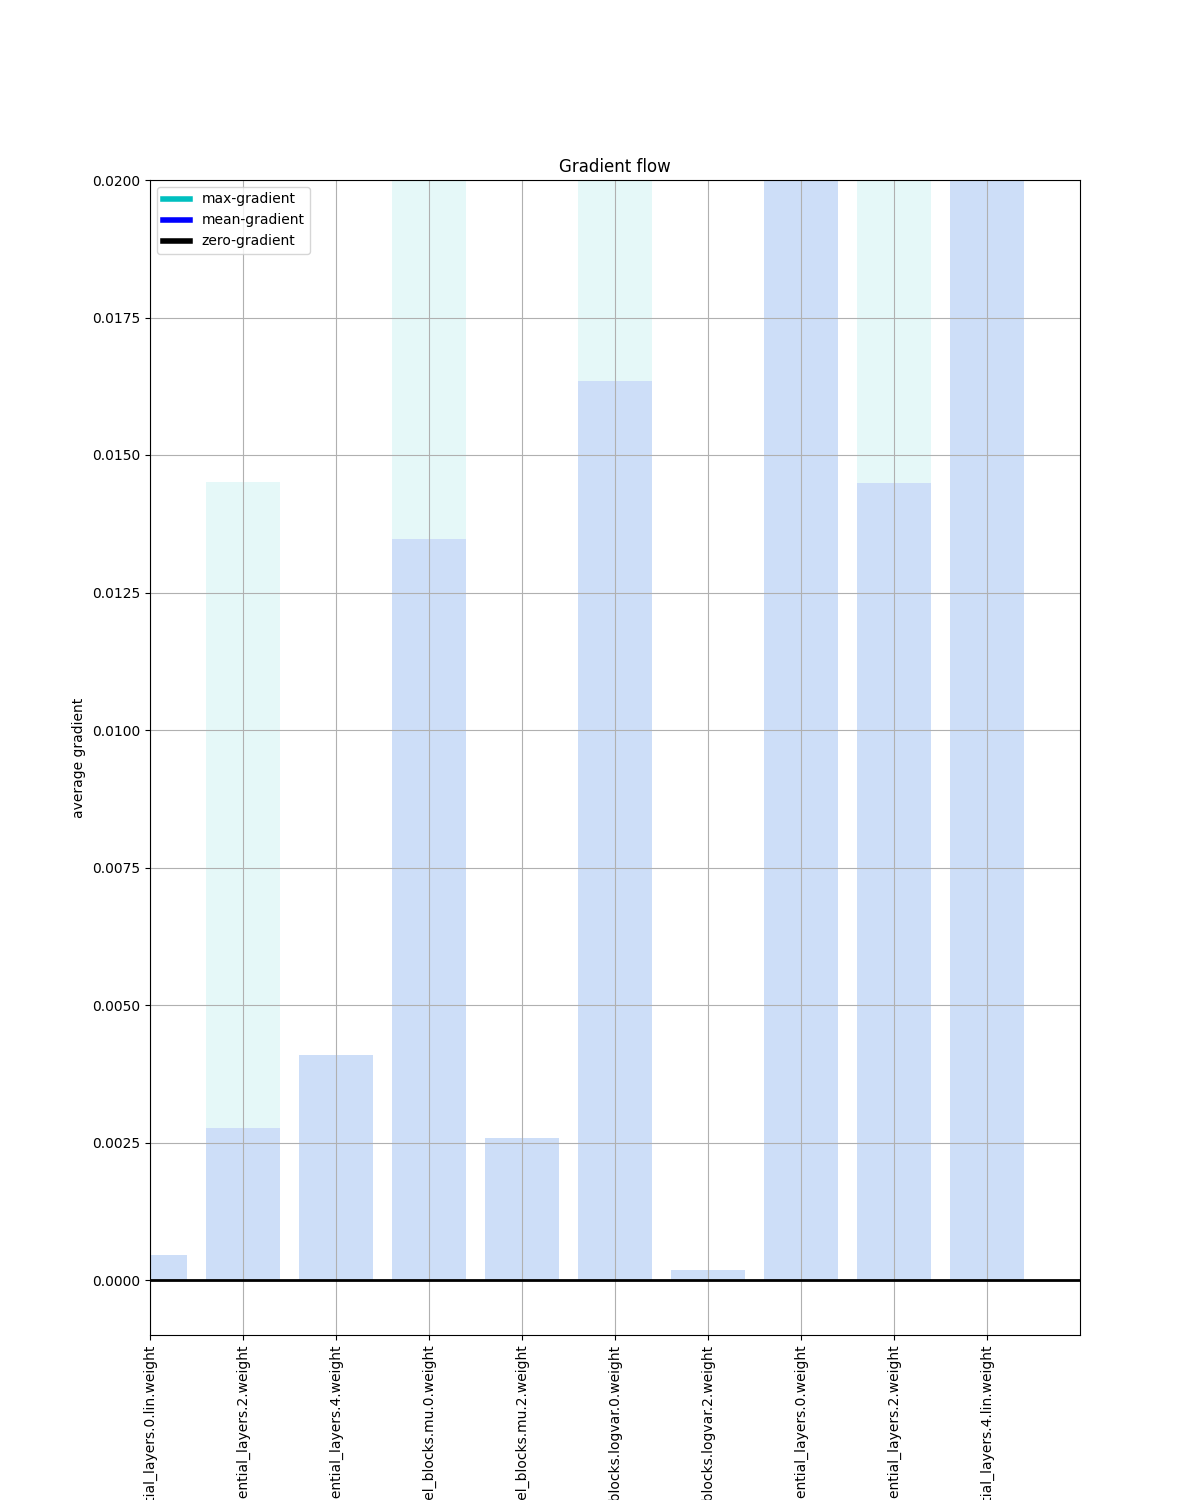 Gradient flow
max-gradient
mean-gradient
zero-gradient
0.0200
0.0175
0.0150
0.0125
0.0100
0.0075
0.0050
0.0025
0.0000
average gradient
tial_layers.0.lin.weight
ential_layers.2.weight
ential_layers.4.weight
el_blocks.mu.0.weight
el_blocks.mu.2.weight
blocks.logvar.0.weight
blocks.logvar.2.weight
ential_layers.0.weight
ential_layers.2.weight
tial_layers.4.lin.weight